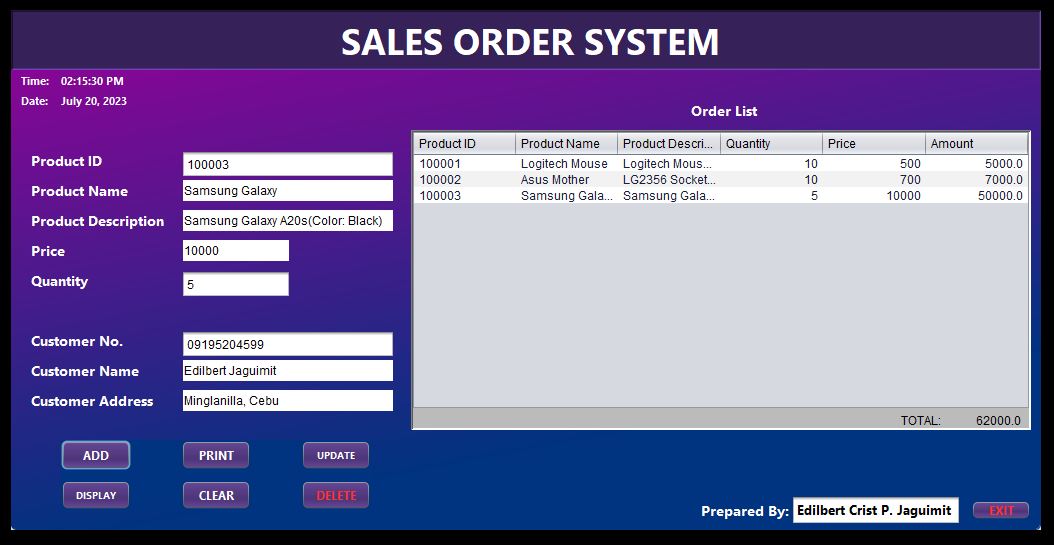 SALES ORDER SYSTEM
Time: 02:15:30 PM
Date: July 20, 2023
Order List
Product ID 100003
Product Name Samsung Galaxy
Product Description Samsung Galaxy A20s(Color: Black)
Price 10000
Quantity 5
Customer No. 09195204599
Customer Name Edilbert Jaguimit
Customer Address Minglanilla, Cebu
Product ID Product Name Product Descri... Quantity Price Amount
100001 Logitech Mouse Logitech Mous... 10 500 5000.0
100002 Asus Mother LG2356 Socket... 10 700 7000.0
100003 Samsung Gala... Samsung Gala... 5 10000 50000.0
TOTAL: 62000.0
ADD PRINT UPDATE
DISPLAY CLEAR DELETE
Prepared By: Edilbert Crist P. Jaguimit EXIT